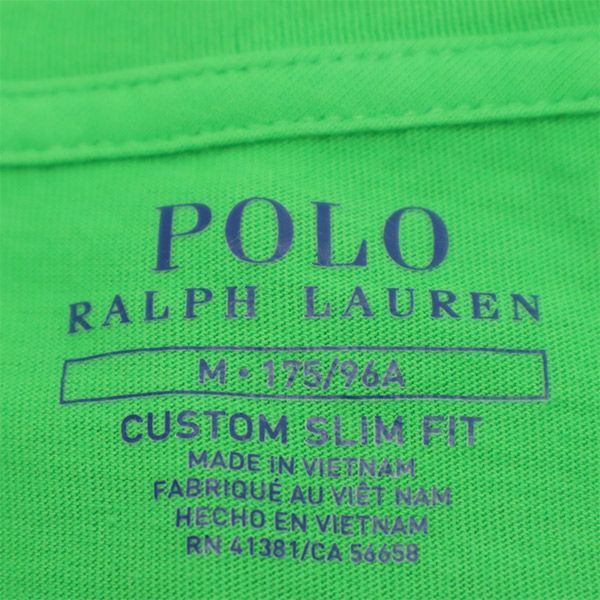 POLO
RALPH LAUREN
M • 175/96A
CUSTOM SLIM FIT
MADE IN VIETNAM
FABRIQUÉ AU VIÊT NAM
HECHO EN VIETNAM
RN 41381/CA 56658